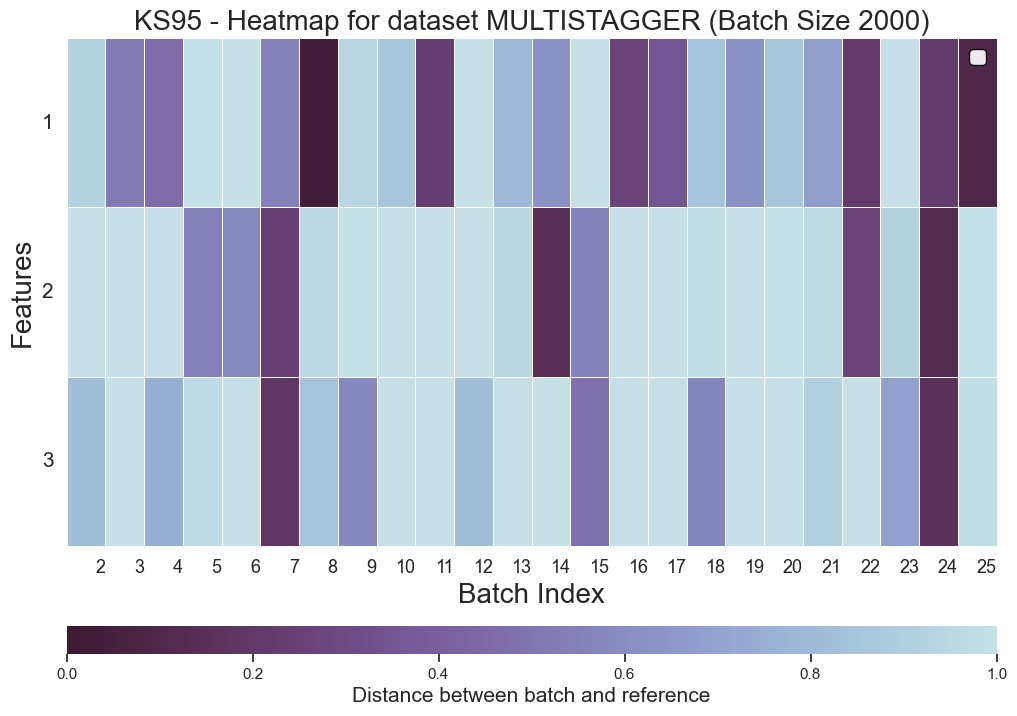 KS95 - Heatmap for dataset MULTISTAGGER (Batch Size 2000)
Features
1
2
3
2 3 4 5 6 7 8 9 10 11 12 13 14 15 16 17 18 19 20 21 22 23 24 25
Batch Index
0.0 0.2 0.4 0.6 0.8 1.0
Distance between batch and reference